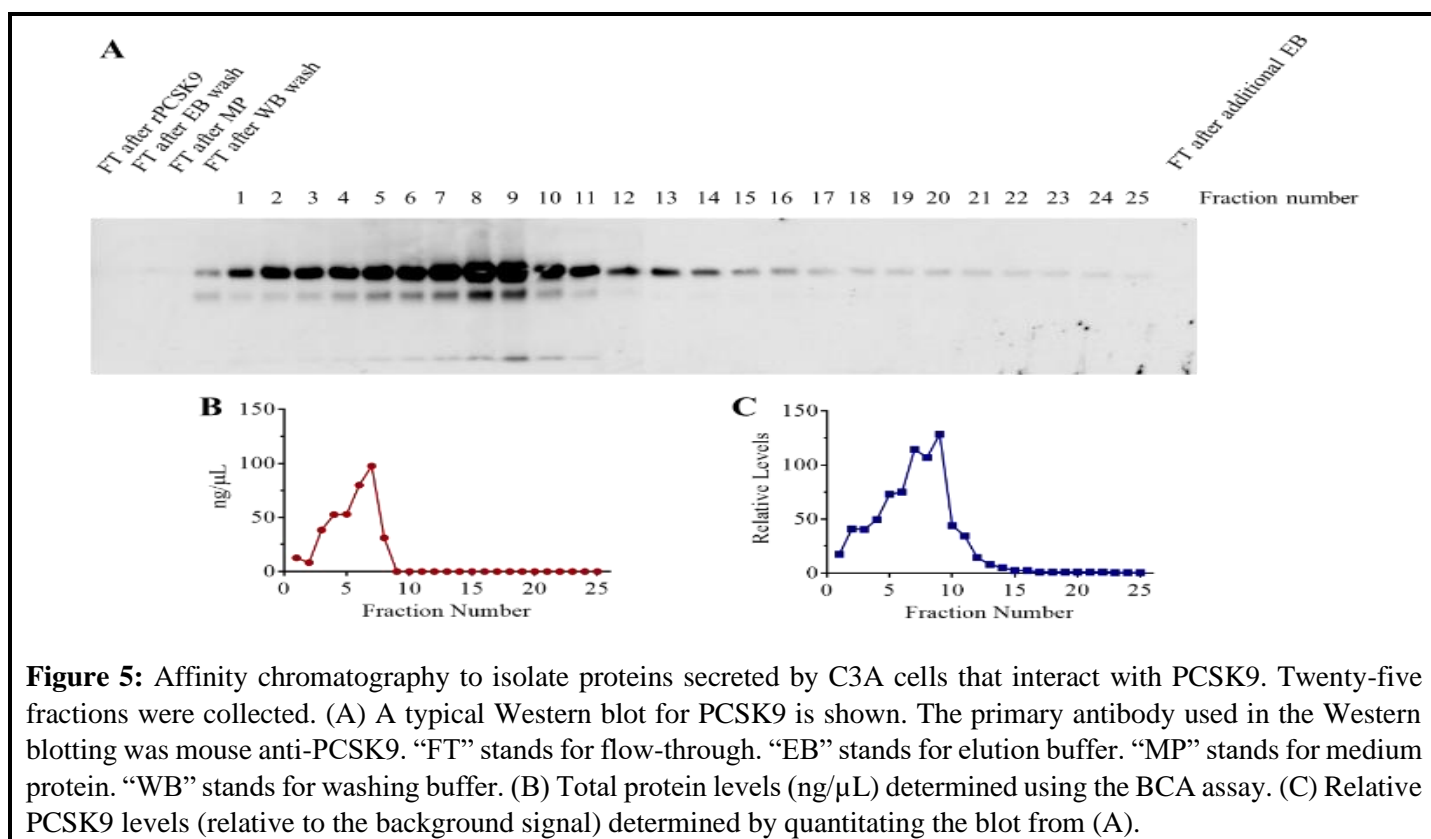 A
FT after rPCSK9
FT after EB wash
FT after MP
FT after WB wash
FT after additional EB
1 2 3 4 5 6 7 8 9 10 11 12 13 14 15 16 17 18 19 20 21 22 23 24 25 Fraction number
B
150
100
50
0
ng/µL
0 5 10 15 20 25
Fraction Number
C
150
100
50
0
Relative Levels
0 5 10 15 20 25
Fraction Number
Figure 5: Affinity chromatography to isolate proteins secreted by C3A cells that interact with PCSK9. Twenty-five
fractions were collected. (A) A typical Western blot for PCSK9 is shown. The primary antibody used in the Western
blotting was mouse anti-PCSK9. “FT” stands for flow-through. “EB” stands for elution buffer. “MP” stands for medium
protein. “WB” stands for washing buffer. (B) Total protein levels (ng/µL) determined using the BCA assay. (C) Relative
PCSK9 levels (relative to the background signal) determined by quantitating the blot from (A).